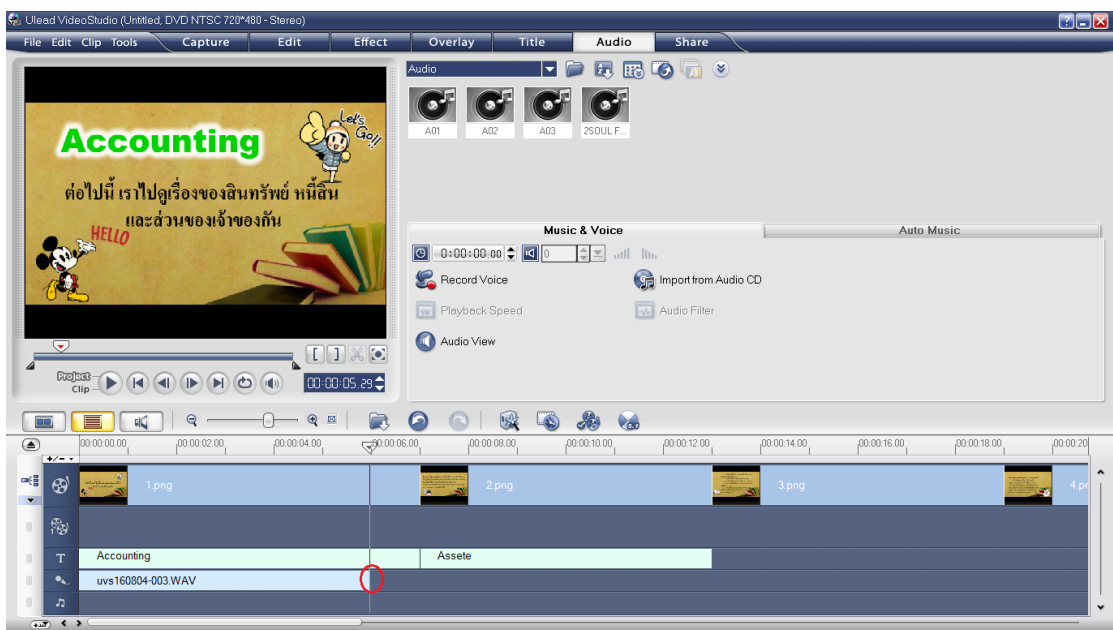 Ulead VideoStudio (Untitled, DVD NTSC 720*480 - Stereo)
File Edit Clip Tools Capture Edit Effect Overlay Title Audio Share
Audio
A01 A02 A03 2SOUL F...
Let's Go!!
Accounting
ต่อไปนี้ เราไปดูเรื่องของสินทรัพย์ หนี้สิน
และส่วนของเจ้าของกัน
HELLO
Music & Voice Auto Music
0:00:00.00 0
Record Voice Import from Audio CD
Playback Speed Audio Filter
Audio View
Project
Clip
00:00:05.29
00:00:00.00 00:00:02.00 00:00:04.00 00:00:06.00 00:00:08.00 00:00:10.00 00:00:12.00 00:00:14.00 00:00:16.00 00:00:18.00 00:00:20
1.png 2.png 3.png 4.pr
T Accounting Assete
uvs160804-003.WAV